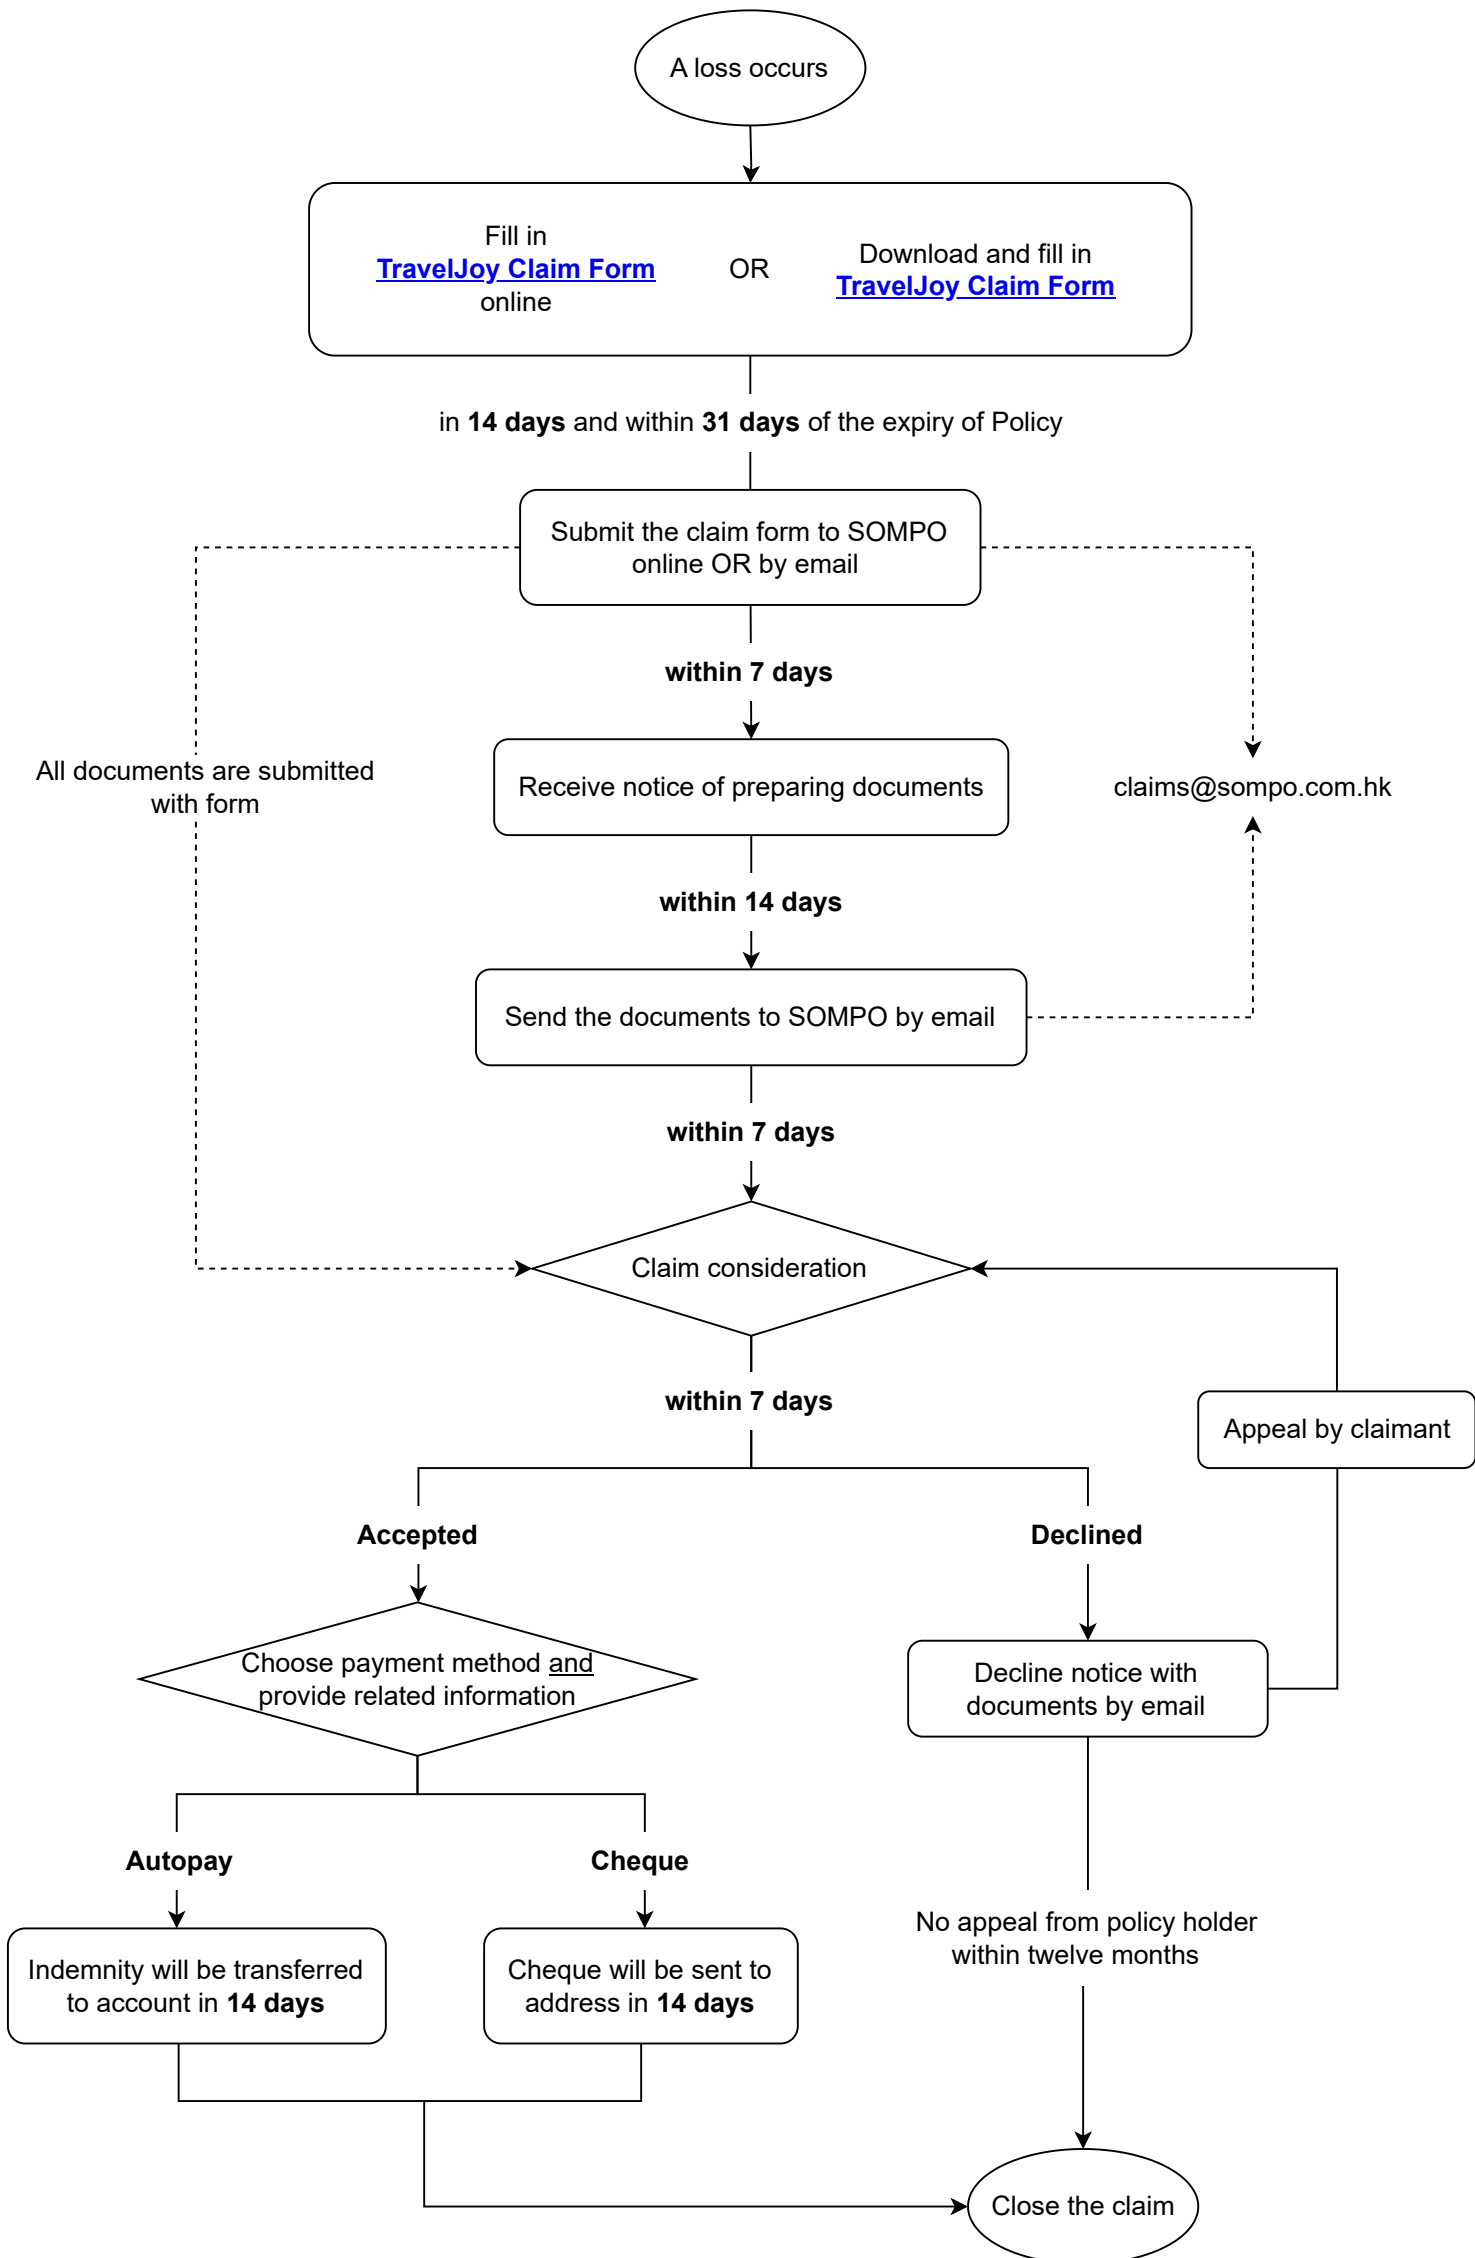 A loss occurs
Fill in
TravelJoy Claim Form
online
OR
Download and fill in
TravelJoy Claim Form
in 14 days and within 31 days of the expiry of Policy
Submit the claim form to SOMPO
online OR by email
within 7 days
All documents are submitted
with form
Receive notice of preparing documents
claims@sompo.com.hk
within 14 days
Send the documents to SOMPO by email
within 7 days
Claim consideration
within 7 days
Appeal by claimant
Accepted
Declined
Choose payment method and
provide related information
Decline notice with
documents by email
Autopay
Cheque
No appeal from policy holder
within twelve months
Indemnity will be transferred
to account in 14 days
Cheque will be sent to
address in 14 days
Close the claim